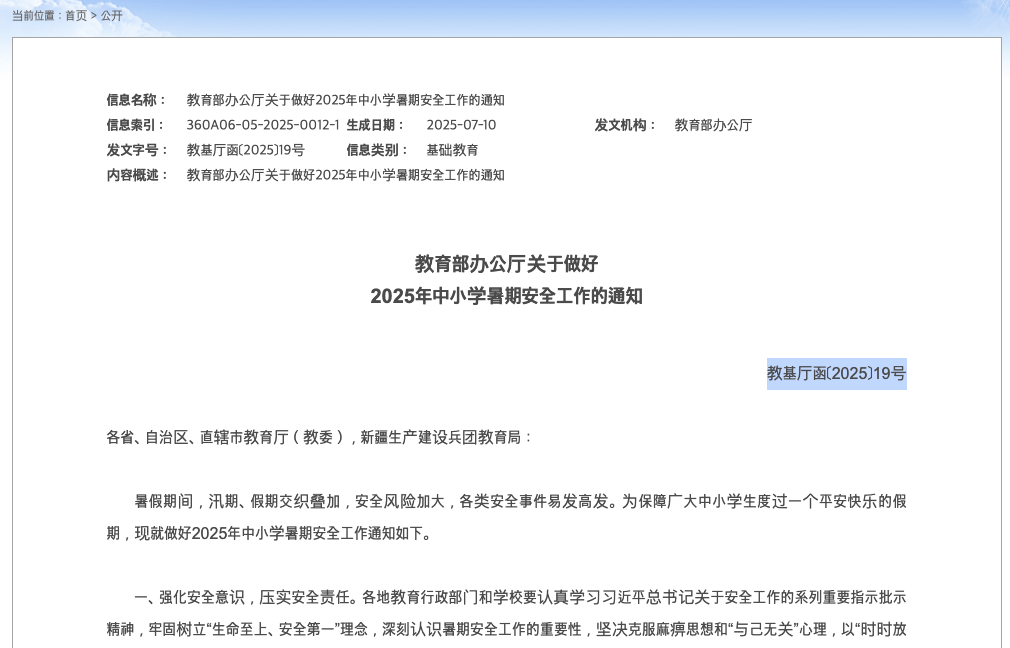 当前位置：首页 > 公开
信息名称： 教育部办公厅关于做好2025年中小学暑期安全工作的通知
信息索引： 360A06-05-2025-0012-1 生成日期： 2025-07-10 发文机构： 教育部办公厅
发文字号： 教基厅函〔2025〕19号 信息类别： 基础教育
内容概述： 教育部办公厅关于做好2025年中小学暑期安全工作的通知
教育部办公厅关于做好
2025年中小学暑期安全工作的通知
教基厅函〔2025〕19号
各省、自治区、直辖市教育厅（教委），新疆生产建设兵团教育局：
暑假期间，汛期、假期交织叠加，安全风险加大，各类安全事件易发高发。为保障广大中小学生度过一个平安快乐的假
期，现就做好2025年中小学暑期安全工作通知如下。
一、强化安全意识，压实安全责任。各地教育行政部门和学校要认真学习习近平总书记关于安全工作的系列重要指示批示
精神，牢固树立“生命至上、安全第一”理念，深刻认识暑期安全工作的重要性，坚决克服麻痹思想和“与己无关”心理，以“时时放